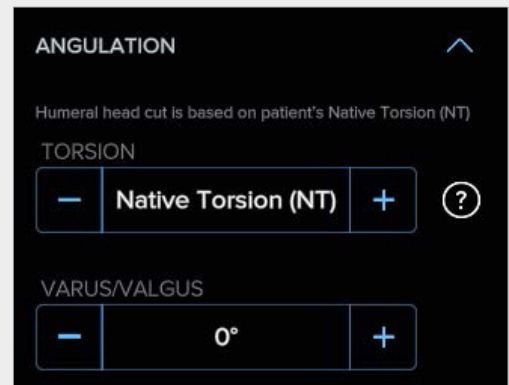 ANGULATION
Humeral head cut is based on patient's Native Torsion (NT)
TORSION
− Native Torsion (NT) + ?
VARUS/VALGUS
− 0° +